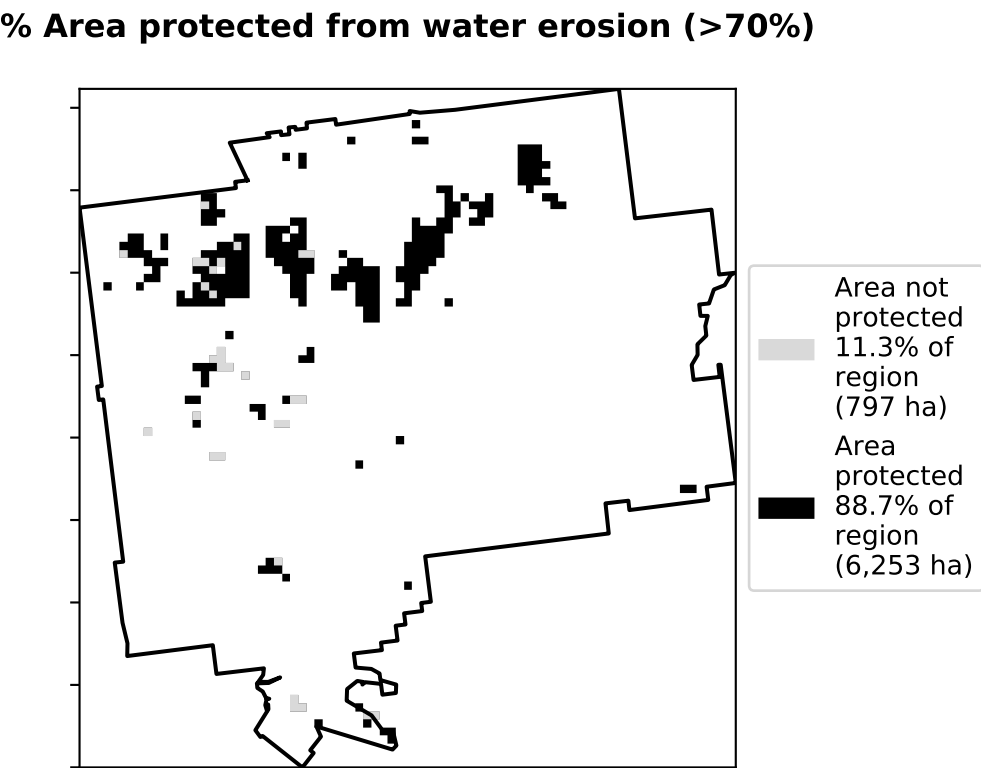 % Area protected from water erosion (>70%)
Area not
protected
11.3% of
region
(797 ha)
Area
protected
88.7% of
region
(6,253 ha)